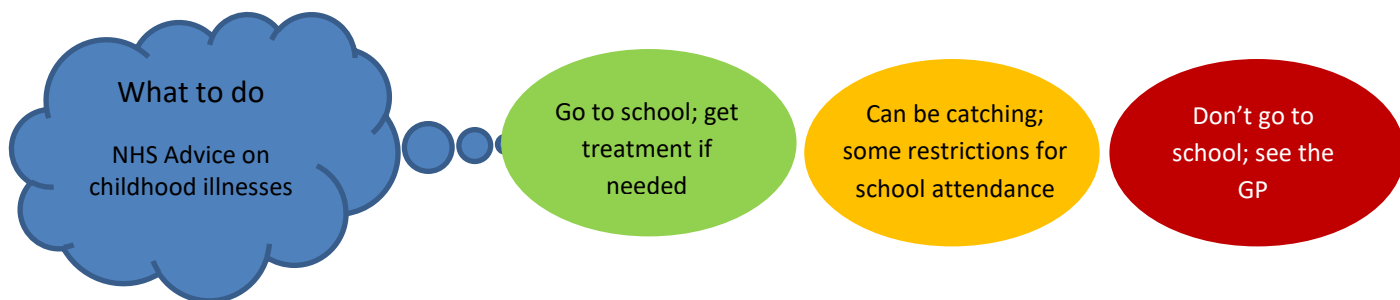 What to do
NHS Advice on
childhood illnesses
Go to school; get
treatment if
needed
Can be catching;
some restrictions for
school attendance
Don’t go to
school; see the
GP